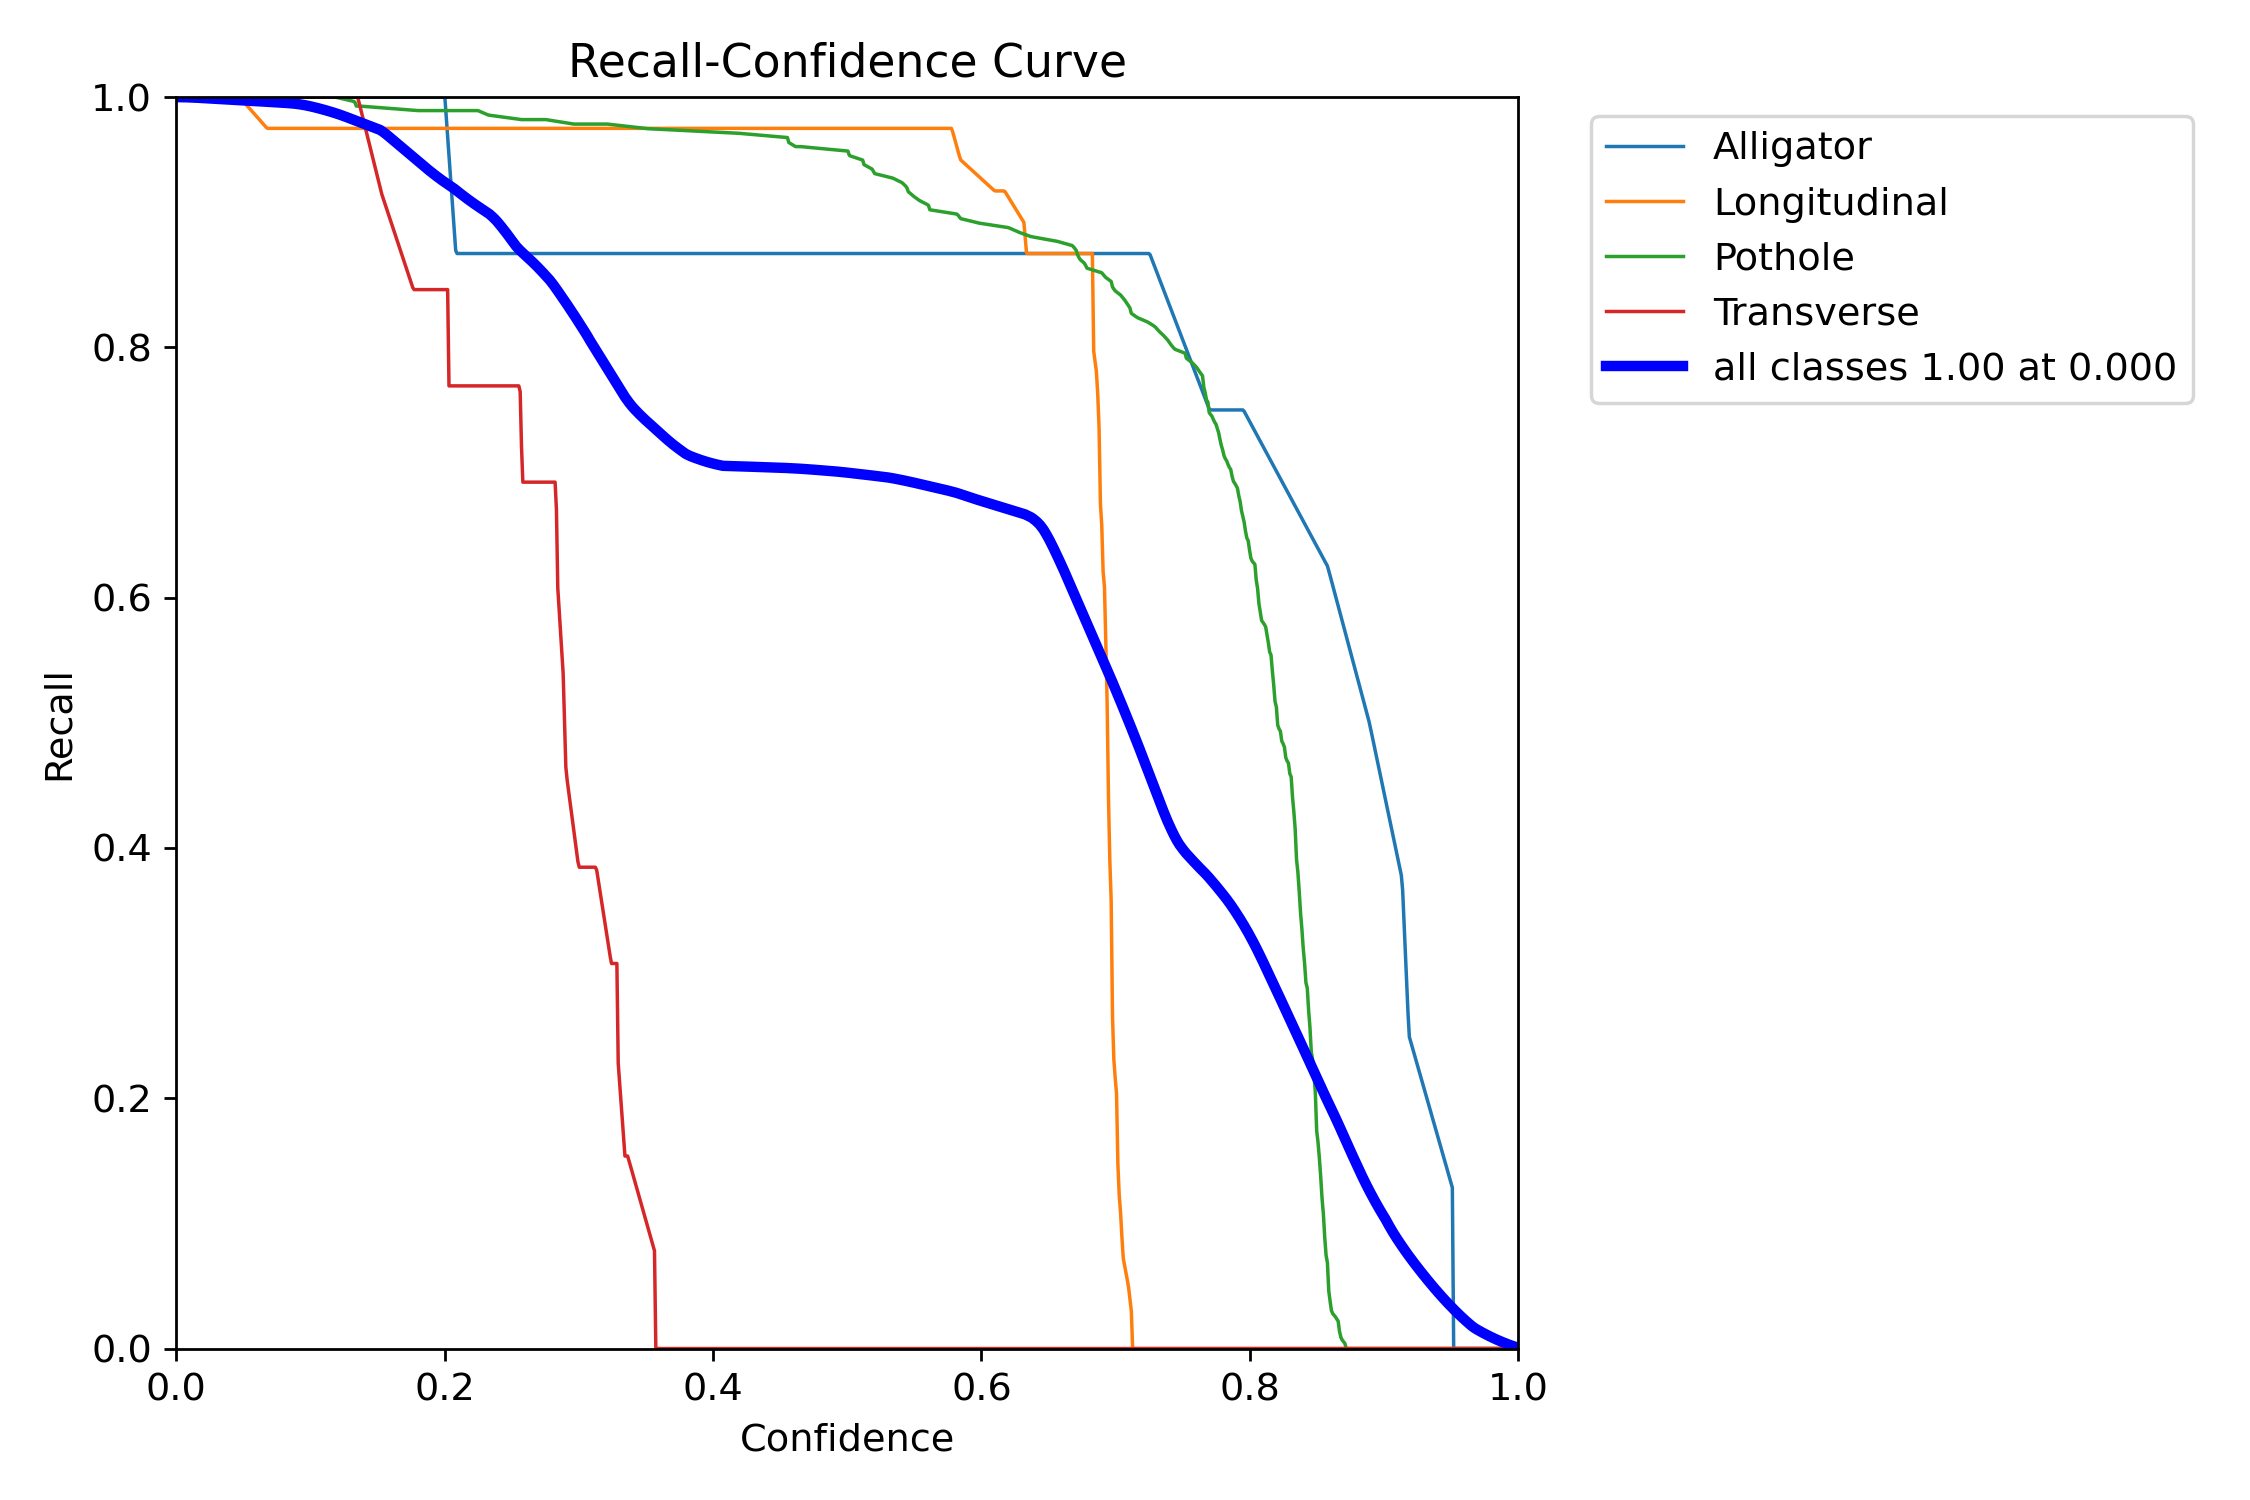 Recall-Confidence Curve
1.0
0.8
0.6
0.4
0.2
0.0
Recall
0.0 0.2 0.4 0.6 0.8 1.0
Confidence
Alligator
Longitudinal
Pothole
Transverse
all classes 1.00 at 0.000